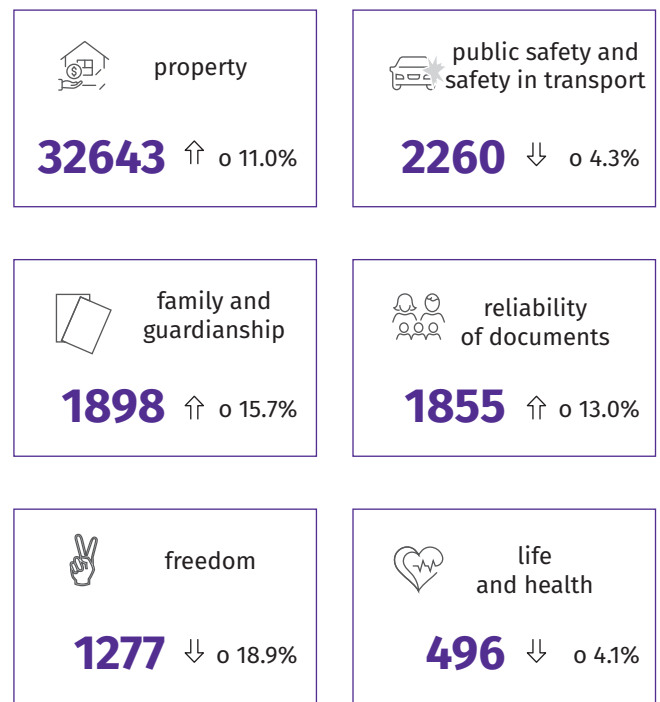 property
32643 o 11.0%
public safety and
safety in transport
2260 o 4.3%
family and
guardianship
1898 o 15.7%
reliability
of documents
1855 o 13.0%
freedom
1277 o 18.9%
life
and health
496 o 4.1%